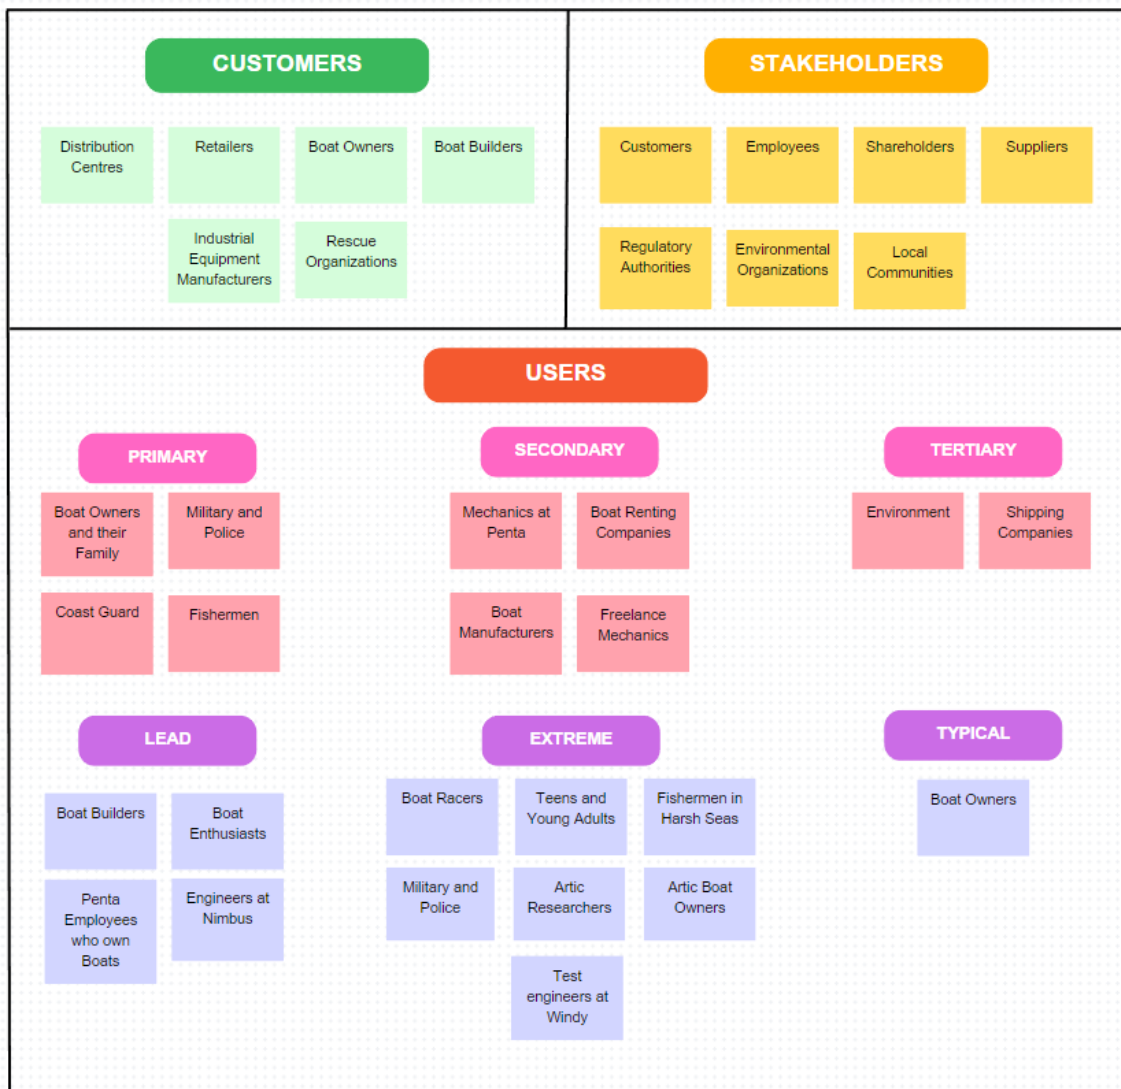 CUSTOMERS
Distribution
Centres
Retailers
Boat Owners
Boat Builders
Industrial
Equipment
Manufacturers
Rescue
Organizations
STAKEHOLDERS
Customers
Employees
Shareholders
Suppliers
Regulatory
Authorities
Environmental
Organizations
Local
Communities
USERS
PRIMARY
Boat Owners
and their
Family
Military and
Police
Coast Guard
Fishermen
SECONDARY
Mechanics at
Penta
Boat Renting
Companies
Boat
Manufacturers
Freelance
Mechanics
TERTIARY
Environment
Shipping
Companies
LEAD
Boat Builders
Boat
Enthusiasts
Penta
Employees
who own
Boats
Engineers at
Nimbus
EXTREME
Boat Racers
Teens and
Young Adults
Fishermen in
Harsh Seas
Military and
Police
Artic
Researchers
Artic Boat
Owners
Test
engineers at
Windy
TYPICAL
Boat Owners